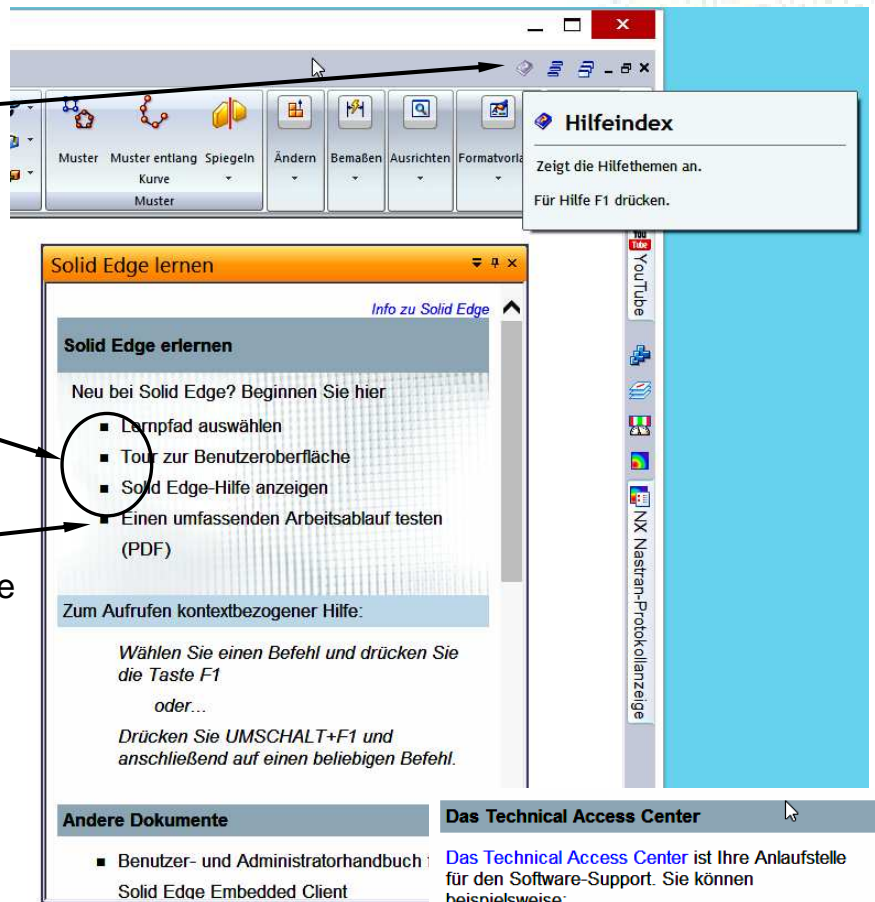 Muster
Muster entlang
Kurve
Spiegeln
Ändern
Bemaßen
Ausrichten
Formatvorla
Muster
Hilfeindex
Zeigt die Hilfethemen an.
Für Hilfe F1 drücken.
You
Tube
YouTube
NX Nastran-Protokollanzeige
Solid Edge lernen
Info zu Solid Edge
Solid Edge erlernen
Neu bei Solid Edge? Beginnen Sie hier
Lernpfad auswählen
Tour zur Benutzeroberfläche
Solid Edge-Hilfe anzeigen
Einen umfassenden Arbeitsablauf testen
(PDF)
e
Zum Aufrufen kontextbezogener Hilfe:
Wählen Sie einen Befehl und drücken Sie
die Taste F1
oder...
Drücken Sie UMSCHALT+F1 und
anschließend auf einen beliebigen Befehl.
Andere Dokumente
Benutzer- und Administratorhandbuch
Solid Edge Embedded Client
Das Technical Access Center
Das Technical Access Center ist Ihre Anlaufstelle
für den Software-Support. Sie können
beispielsweise: